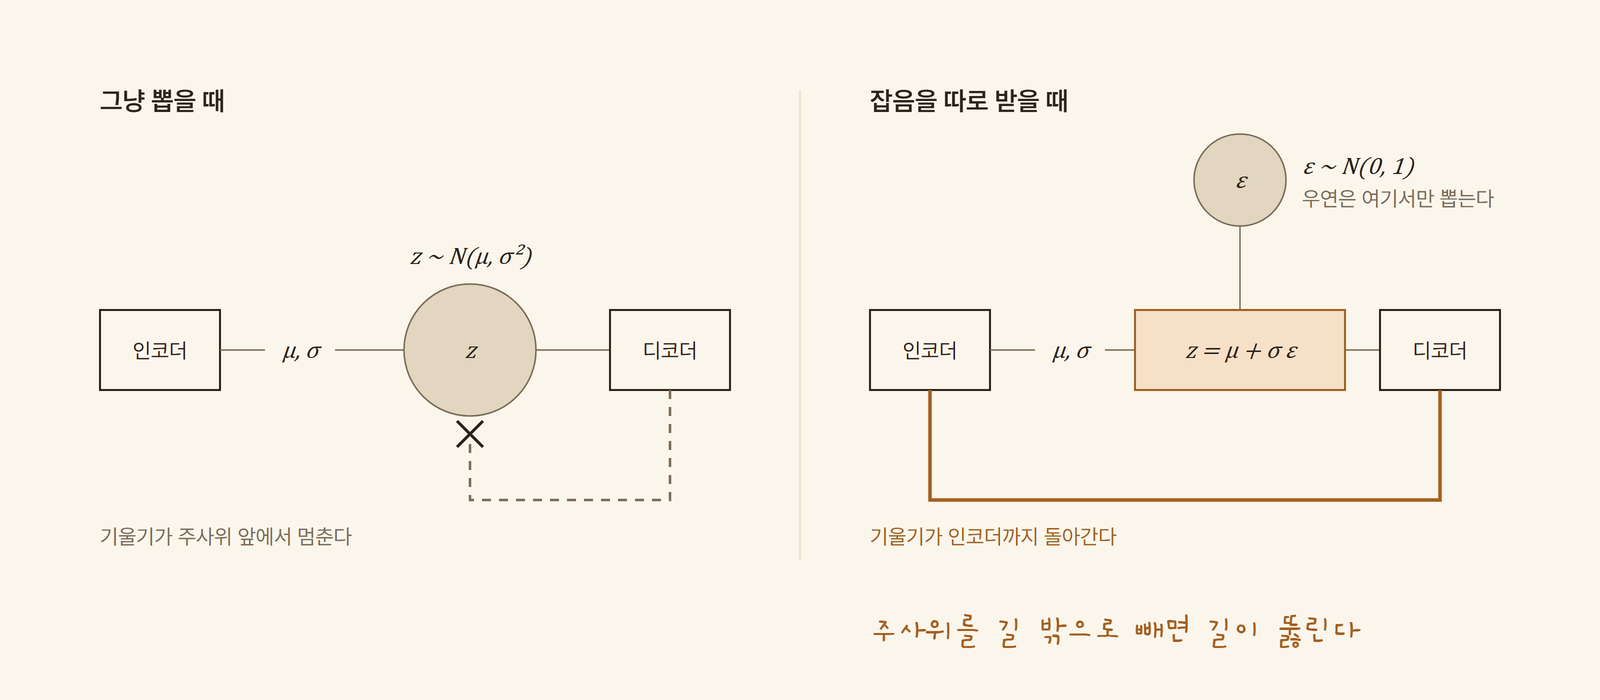 그냥 뽑을 때
z ~ N(μ, σ²)
인코더
μ, σ
z
디코더
기울기가 주사위 앞에서 멈춘다
잡음을 따로 받을 때
ε
ε ~ N(0, 1)
우연은 여기서만 뽑는다
인코더
μ, σ
z = μ + σ ε
디코더
기울기가 인코더까지 돌아간다
주사위를 길 밖으로 빼면 길이 뚫린다